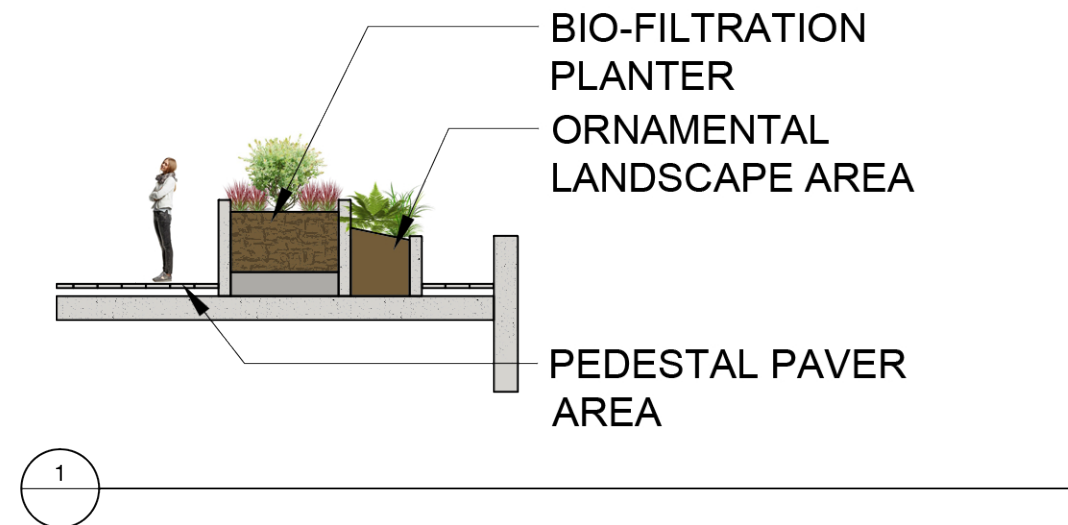 BIO-FILTRATION
PLANTER
ORNAMENTAL
LANDSCAPE AREA
PEDESTAL PAVER
AREA
1